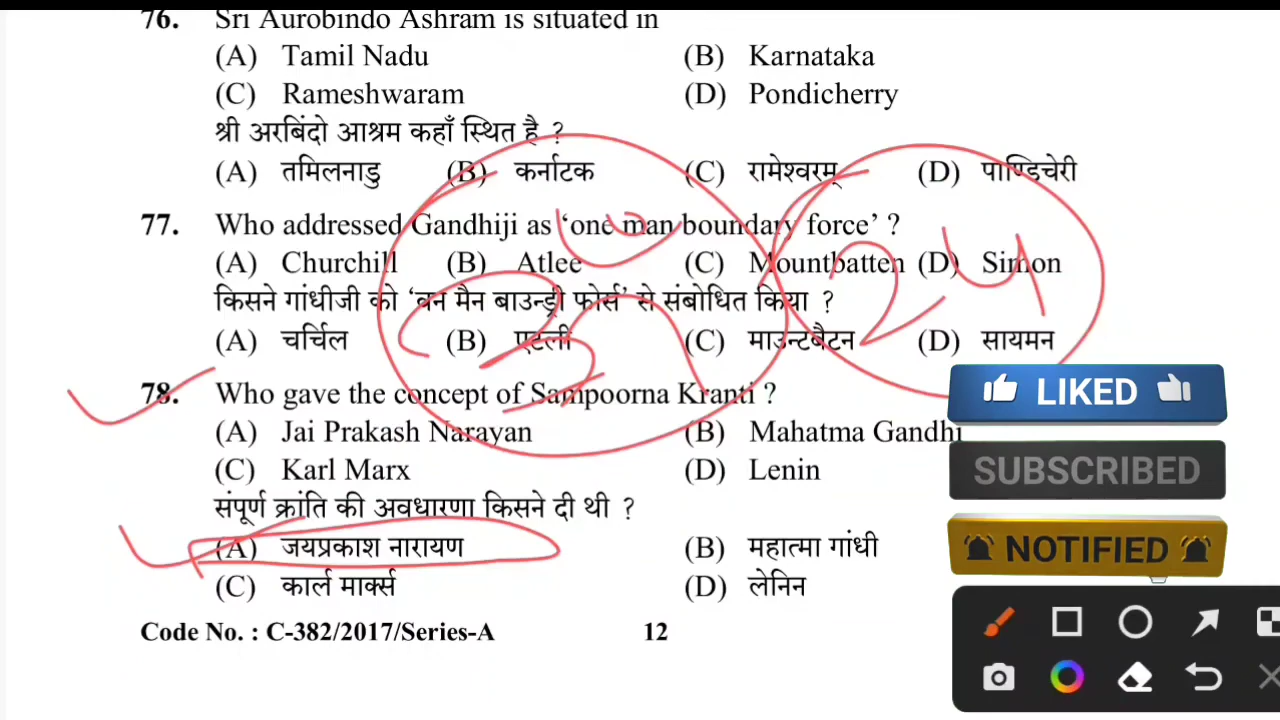 76. Sri Aurobindo Ashram is situated in
(A) Tamil Nadu (B) Karnataka
(C) Rameshwaram (D) Pondicherry
श्री अरबिंदो आश्रम कहाँ स्थित है ?
(A) तमिलनाडु (B) कर्नाटक (C) रामेश्वरम् (D) पाण्डिचेरी
77. Who addressed Gandhiji as ‘one man boundary force’ ?
(A) Churchill (B) Atlee (C) Mountbatten (D) Simon
किसने गांधीजी को ‘वन मैन बाउन्ड्री फोर्स’ से संबोधित किया ?
(A) चर्चिल (B) एटली (C) माउन्टबैटन (D) सायमन
78. Who gave the concept of Sampoorna Kranti ?
(A) Jai Prakash Narayan (B) Mahatma Gandhi
(C) Karl Marx (D) Lenin
संपूर्ण क्रांति की अवधारणा किसने दी थी ?
(A) जयप्रकाश नारायण (B) महात्मा गांधी
(C) कार्ल मार्क्स (D) लेनिन
Code No. : C-382/2017/Series-A 12
24
LIKED
SUBSCRIBED
NOTIFIED